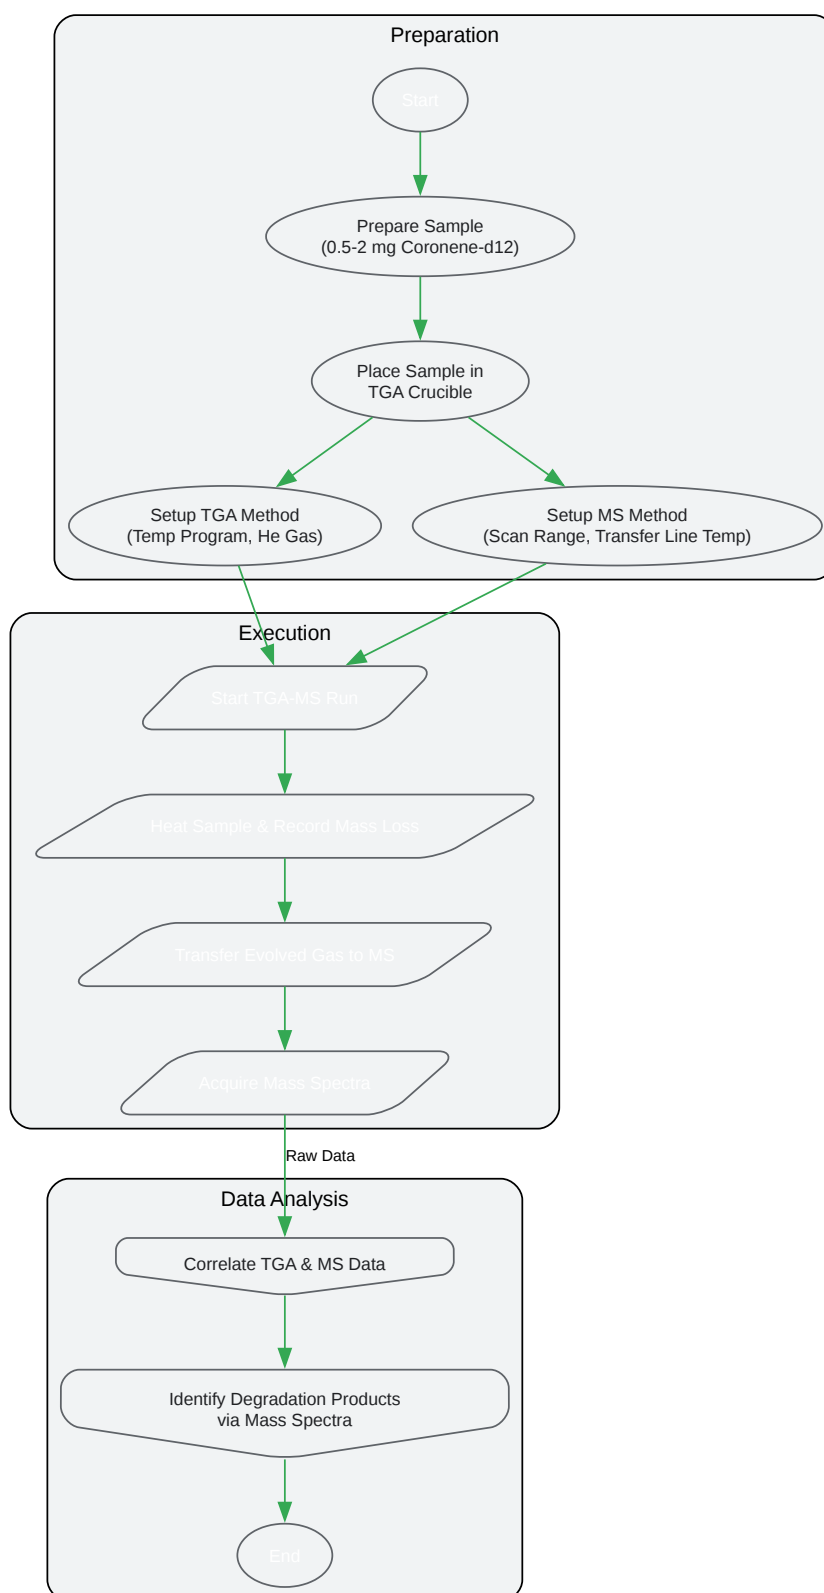 Preparation
Start
Prepare Sample
(0.5-2 mg Coronene-d12)
Place Sample in
TGA Crucible
Setup TGA Method
(Temp Program, He Gas)
Setup MS Method
(Scan Range, Transfer Line Temp)
Execution
Start TGA-MS Run
Heat Sample & Record Mass Loss
Transfer Evolved Gas to MS
Acquire Mass Spectra
Raw Data
Data Analysis
Correlate TGA & MS Data
Identify Degradation Products
via Mass Spectra
End